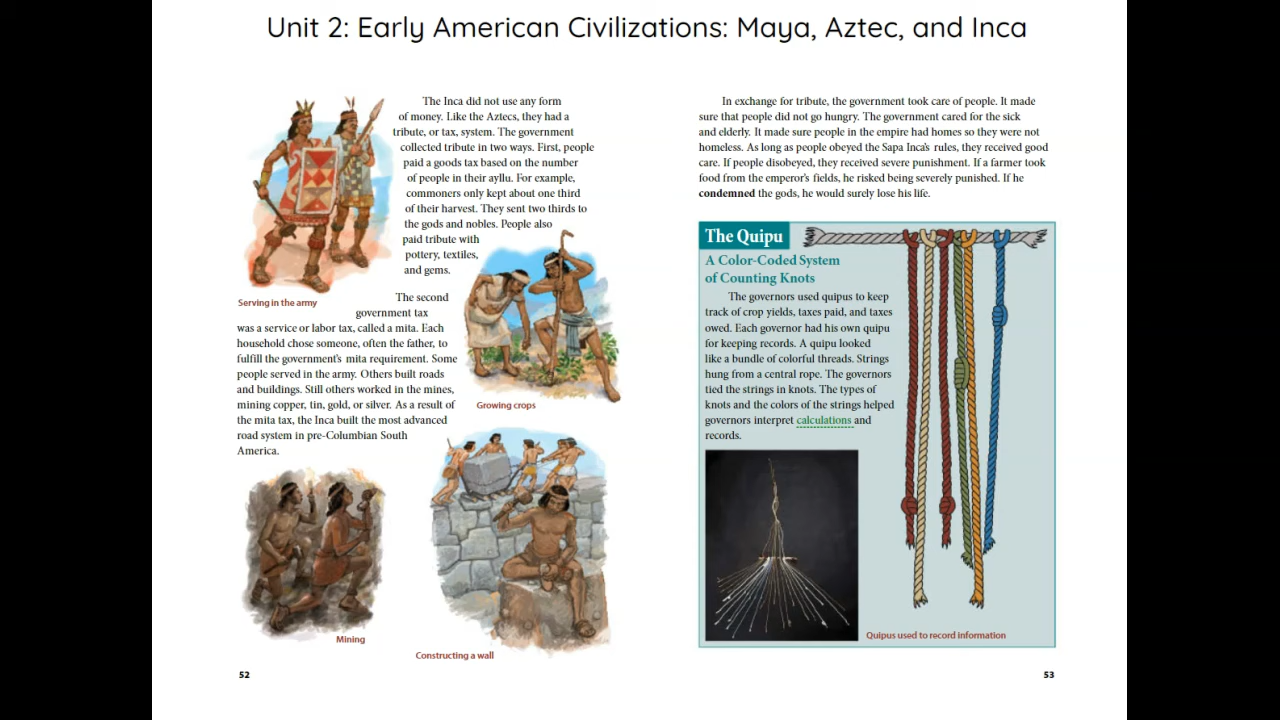 Unit 2: Early American Civilizations: Maya, Aztec, and Inca
The Inca did not use any form
of money. Like the Aztecs, they had a
tribute, or tax, system. The government
collected tribute in two ways. First, people
paid a goods tax based on the number
of people in their ayllu. For example,
commoners only kept about one third
of their harvest. They sent two thirds to
the gods and nobles. People also
paid tribute with
pottery, textiles,
and gems.
Serving in the army
The second
government tax
was a service or labor tax, called a mita. Each
household chose someone, often the father, to
fulfill the government's mita requirement. Some
people served in the army. Others built roads
and buildings. Still others worked in the mines,
mining copper, tin, gold, or silver. As a result of
the mita tax, the Inca built the most advanced
road system in pre-Columbian South
America.
Growing crops
Mining
Constructing a wall
52
In exchange for tribute, the government took care of people. It made
sure that people did not go hungry. The government cared for the sick
and elderly. It made sure people in the empire had homes so they were not
homeless. As long as people obeyed the Sapa Inca's rules, they received good
care. If people disobeyed, they received severe punishment. If a farmer took
food from the emperor's fields, he risked being severely punished. If he
condemned the gods, he would surely lose his life.
The Quipu
A Color-Coded System
of Counting Knots
The governors used quipus to keep
track of crop yields, taxes paid, and taxes
owed. Each governor had his own quipu
for keeping records. A quipu looked
like a bundle of colorful threads. Strings
hung from a central rope. The governors
tied the strings in knots. The types of
knots and the colors of the strings helped
governors interpret calculations and
records.
Quipus used to record information
53